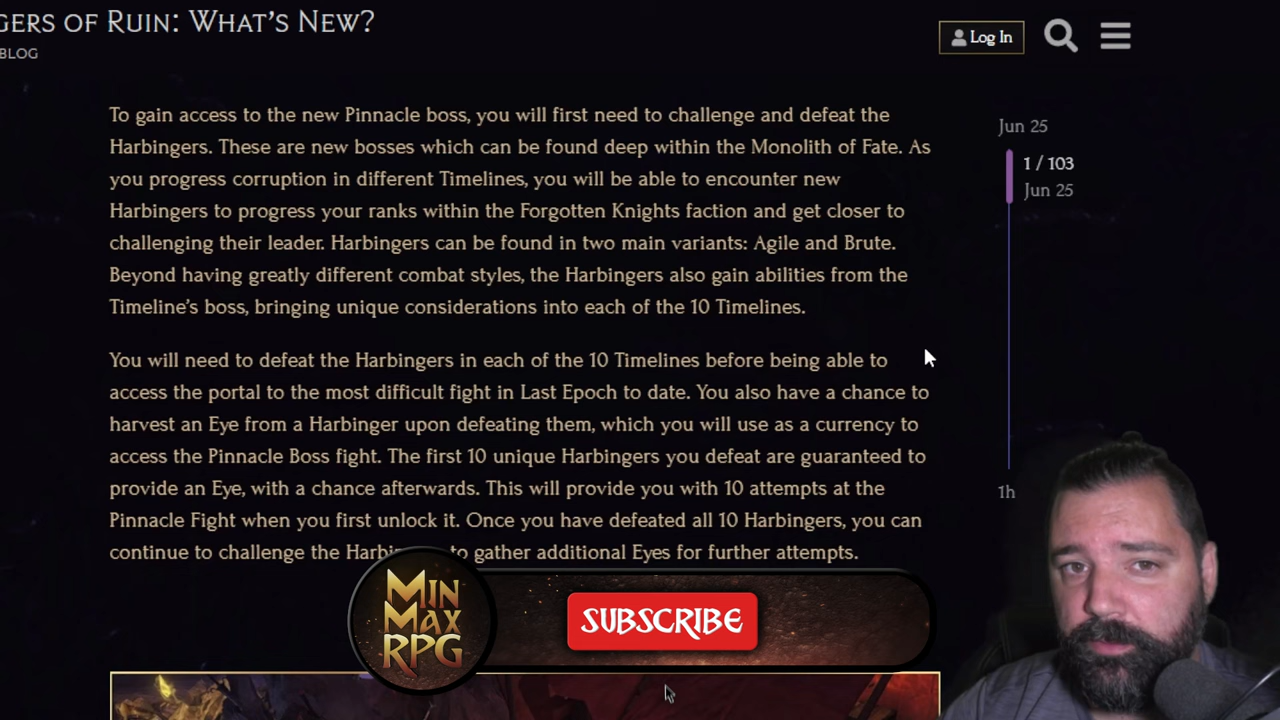 GERS OF RUIN: WHAT'S NEW?
BLOG
Log In
To gain access to the new Pinnacle boss, you will first need to challenge and defeat the
Harbingers. These are new bosses which can be found deep within the Monolith of Fate. As
you progress corruption in different Timelines, you will be able to encounter new
Harbingers to progress your ranks within the Forgotten Knights faction and get closer to
challenging their leader. Harbingers can be found in two main variants: Agile and Brute.
Beyond having greatly different combat styles, the Harbingers also gain abilities from the
Timeline's boss, bringing unique considerations into each of the 10 Timelines.
You will need to defeat the Harbingers in each of the 10 Timelines before being able to
access the portal to the most difficult fight in Last Epoch to date. You also have a chance to
harvest an Eye from a Harbinger upon defeating them, which you will use as a currency to
access the Pinnacle Boss fight. The first 10 unique Harbingers you defeat are guaranteed to
provide an Eye, with a chance afterwards. This will provide you with 10 attempts at the
Pinnacle Fight when you first unlock it. Once you have defeated all 10 Harbingers, you can
continue to challenge the Harbi to gather additional Eyes for further attempts.
Jun 25
1 / 103
Jun 25
1h
MIN
MAX
RPG
SUBSCRIBE